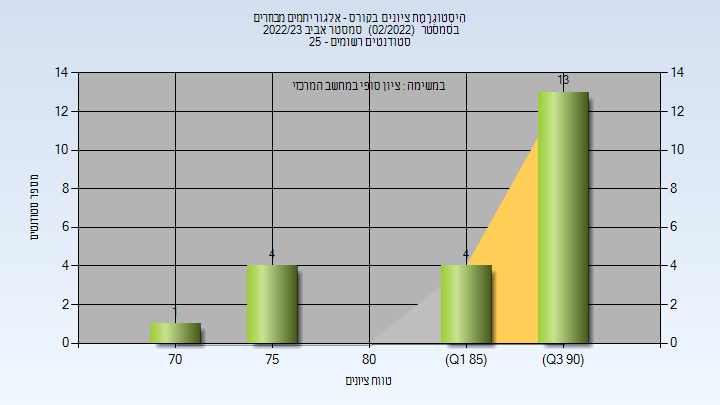 היסטוגרמת ציונים בקורס - אלגוריתמים מבחרים
בסמסטר (02/2022) סמסטר אביב 2022/23
סטודנטים רשומים - 25
במשימה : ציון סופי במחשב המרכזי
14 14
12 12
10 10
8 8
6 6
4 4
2 2
0 0
מספר סטודנטים
1
4
4
13
70 75 80 (Q1 85) (Q3 90)
טווח ציונים